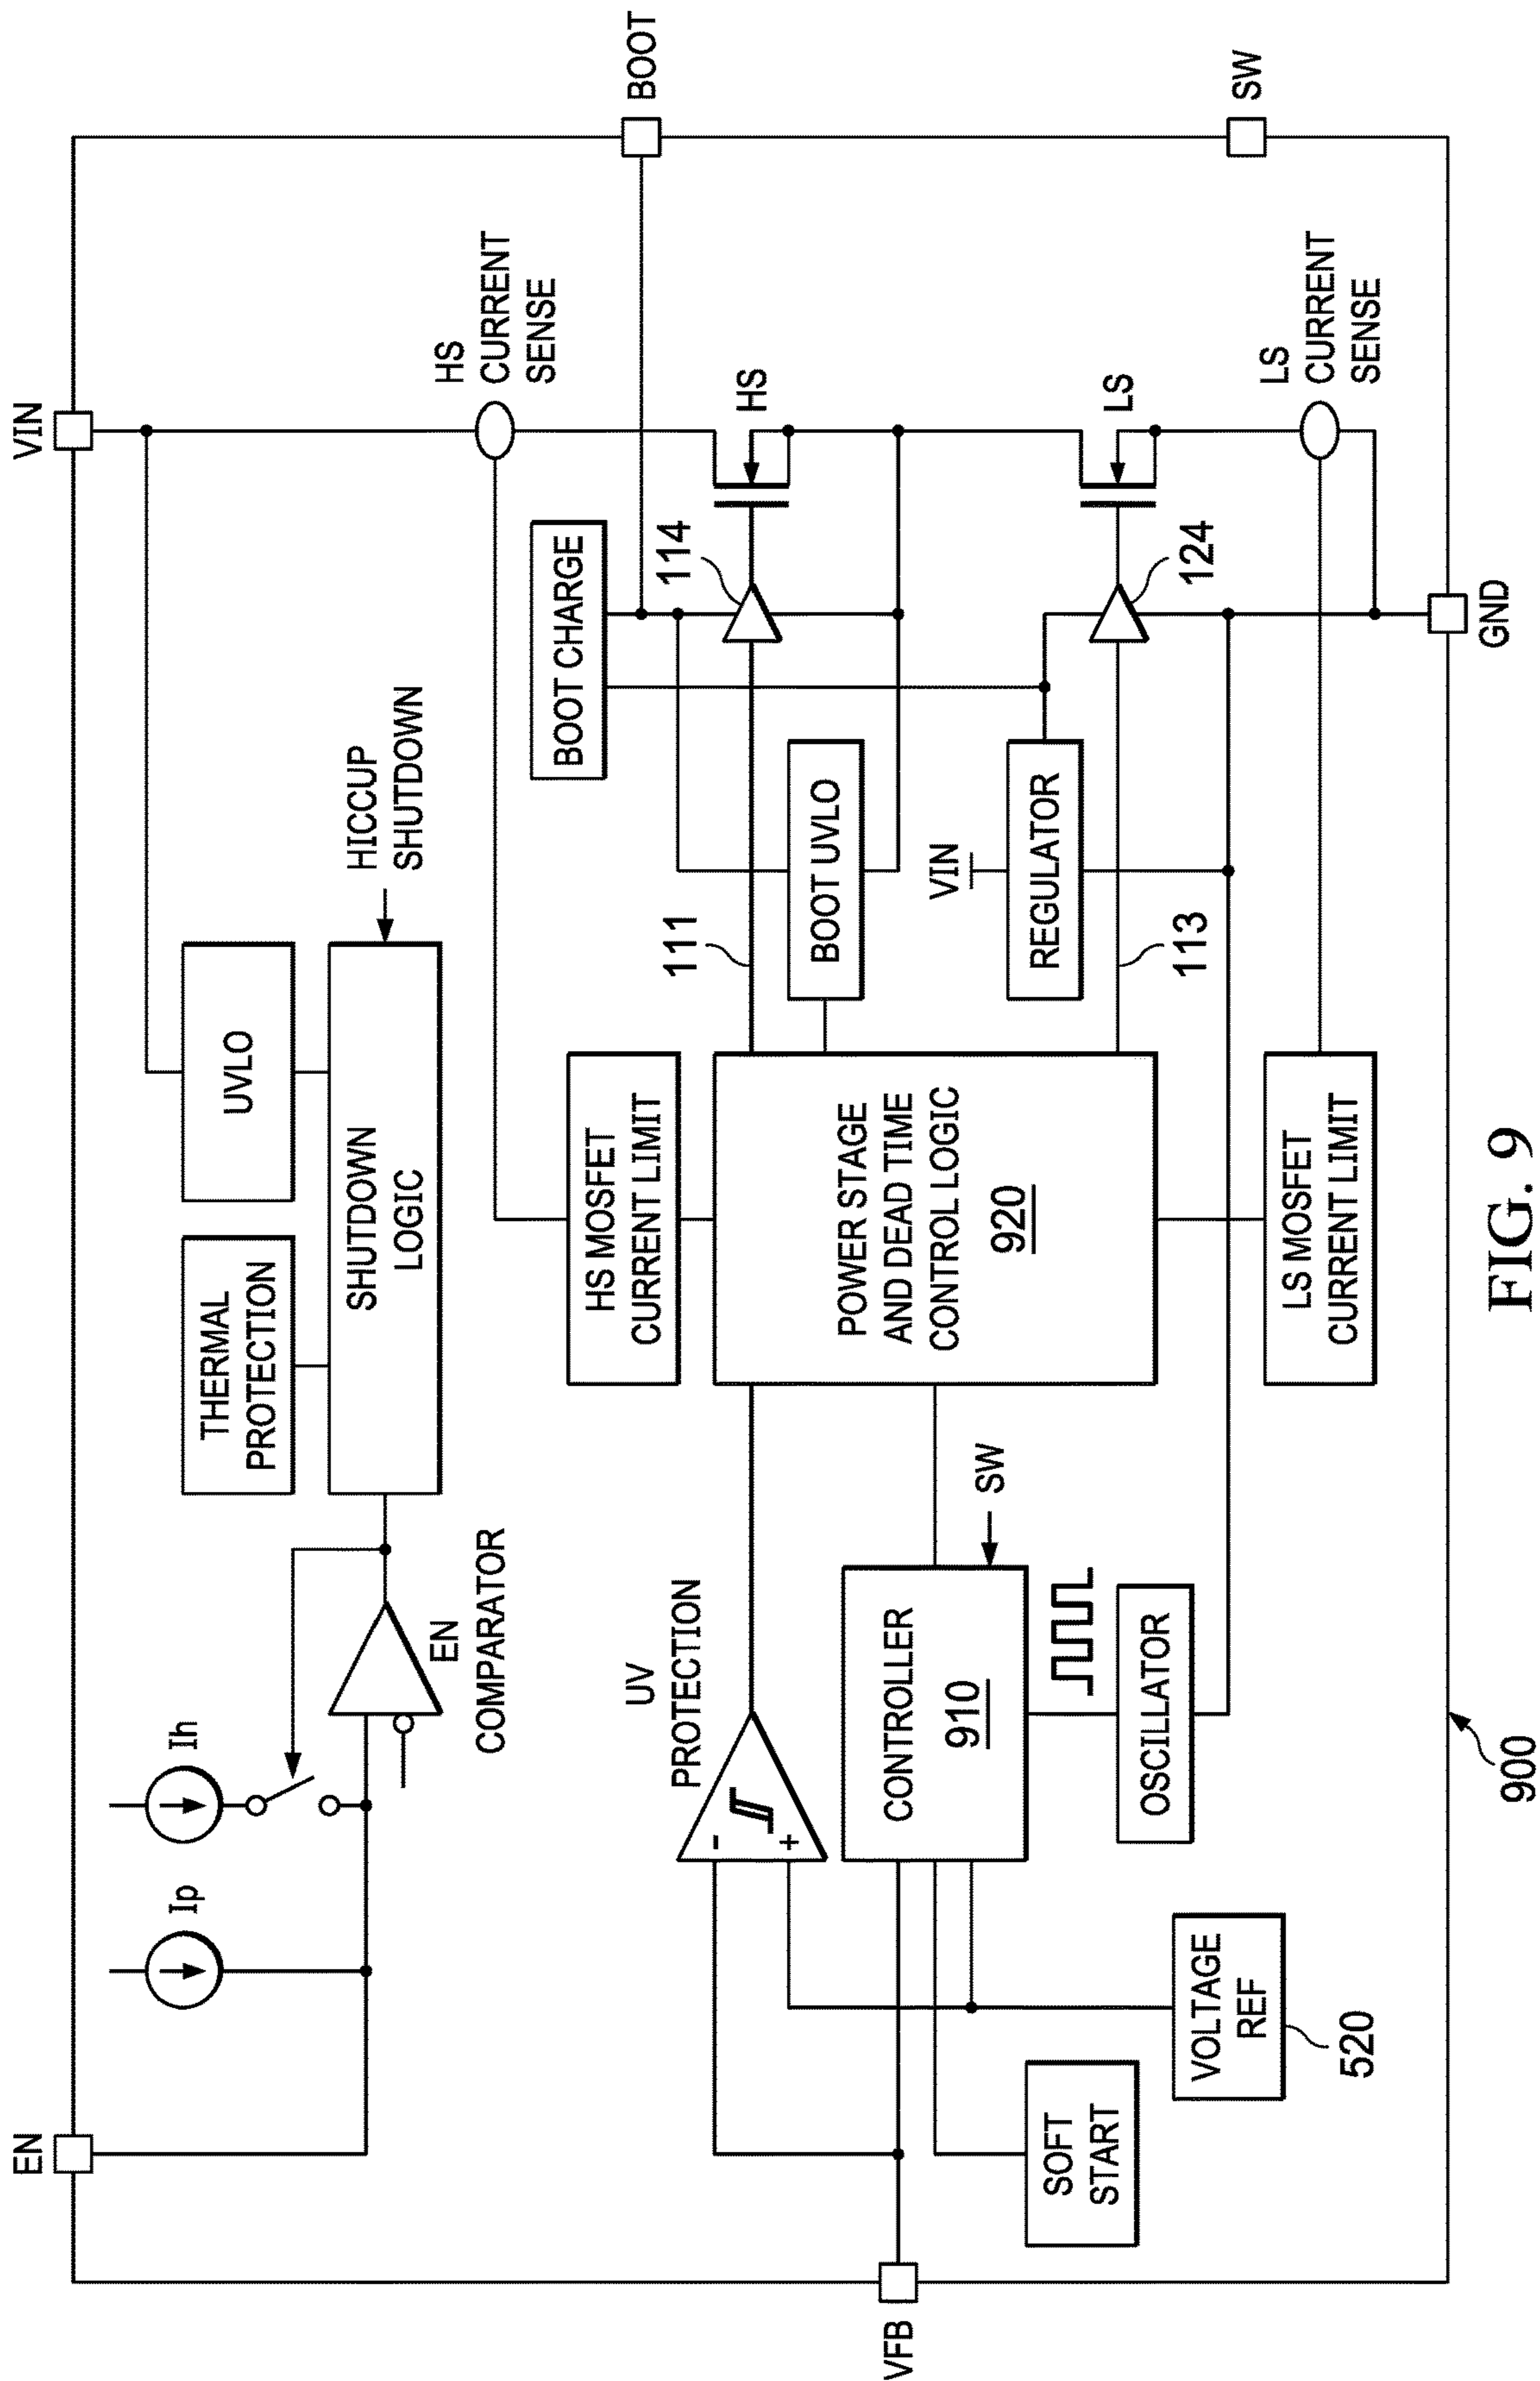 EN
VIN
Ip
Ih
THERMAL
PROTECTION
UVLO
SHUTDOWN
LOGIC
HICCUP
SHUTDOWN
EN
COMPARATOR
HS
CURRENT
SENSE
BOOT CHARGE
BOOT
HS MOSFET
CURRENT LIMIT
UV
PROTECTION
-
+
111
114
HS
VFB
CONTROLLER
910
SW
POWER STAGE
AND DEAD TIME
CONTROL LOGIC
920
BOOT UVLO
VIN
REGULATOR
LS
SOFT
START
VOLTAGE
REF
520
OSCILLATOR
113
124
SW
LS MOSFET
CURRENT LIMIT
LS
CURRENT
SENSE
GND
900
FIG. 9